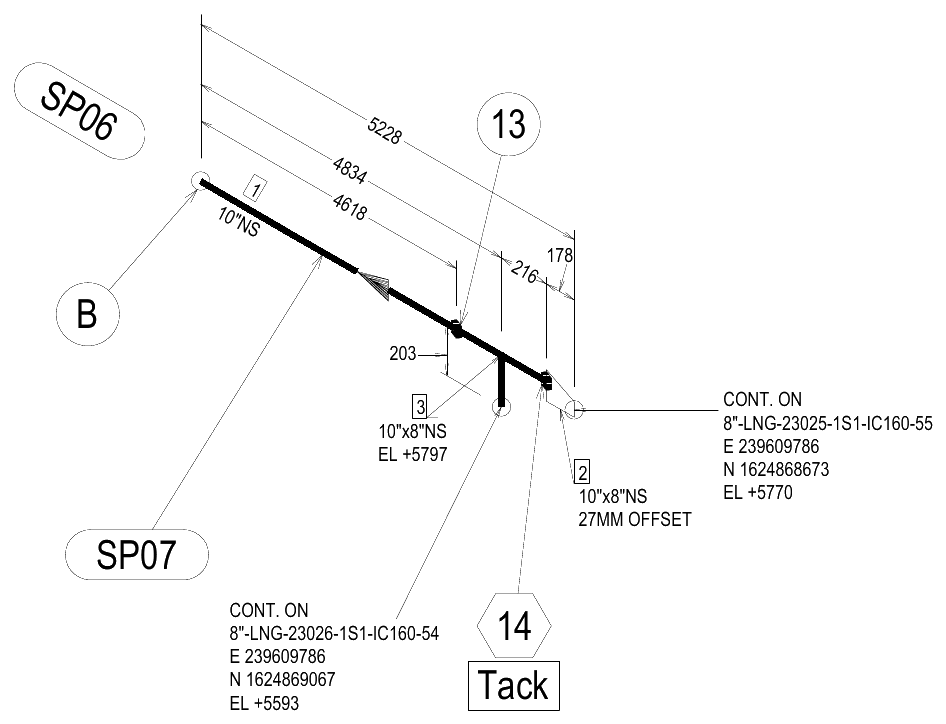 SP06
5228
13
4834
4618
1
10"NS
178
216
B
203
3
10"x8"NS
EL +5797
CONT. ON
8"-LNG-23025-1S1-IC160-55
E 239609786
N 1624868673
EL +5770
2
10"x8"NS
27MM OFFSET
SP07
CONT. ON
8"-LNG-23026-1S1-IC160-54
E 239609786
N 1624869067
EL +5593
14
Tack